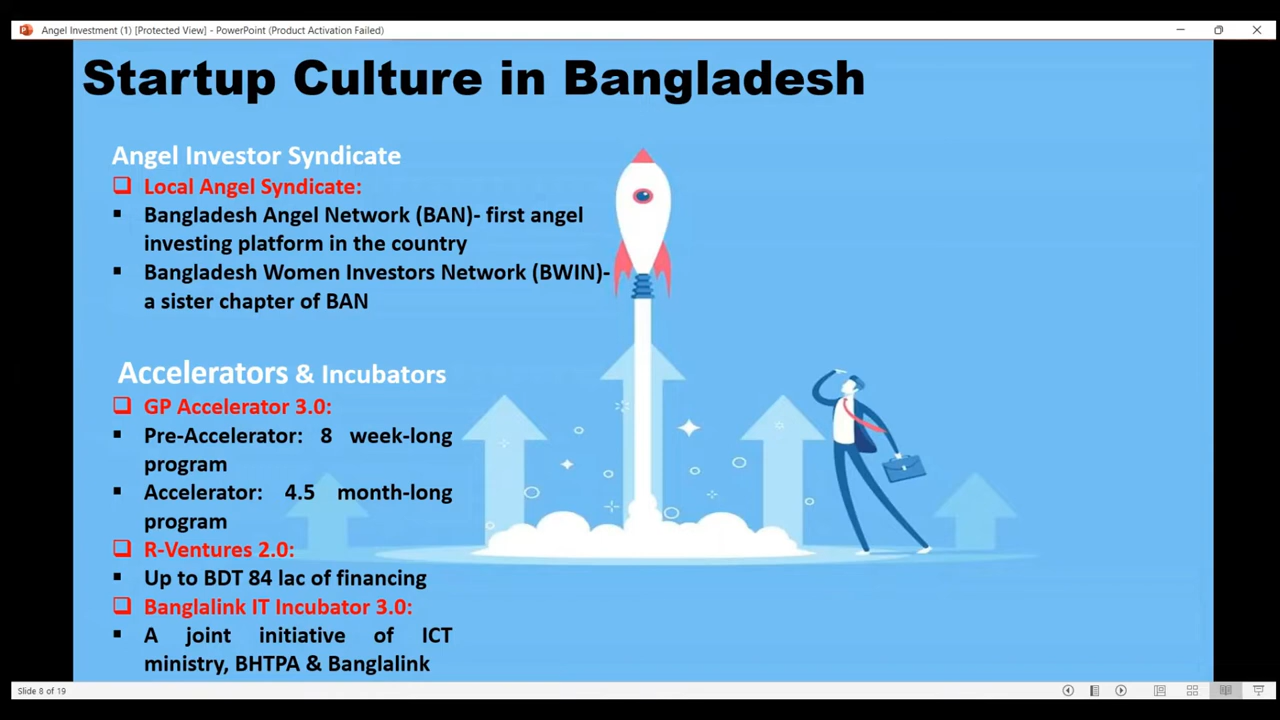 Angel Investment (1) [Protected View] - PowerPoint (Product Activation Failed)
Startup Culture in Bangladesh
Angel Investor Syndicate
Local Angel Syndicate:
Bangladesh Angel Network (BAN)- first angel
investing platform in the country
Bangladesh Women Investors Network (BWIN)-
a sister chapter of BAN
Accelerators & Incubators
GP Accelerator 3.0:
Pre-Accelerator: 8 week-long
program
Accelerator: 4.5 month-long
program
R-Ventures 2.0:
Up to BDT 84 lac of financing
Banglalink IT Incubator 3.0:
A joint initiative of ICT
ministry, BHTPA & Banglalink
Slide 8 of 19